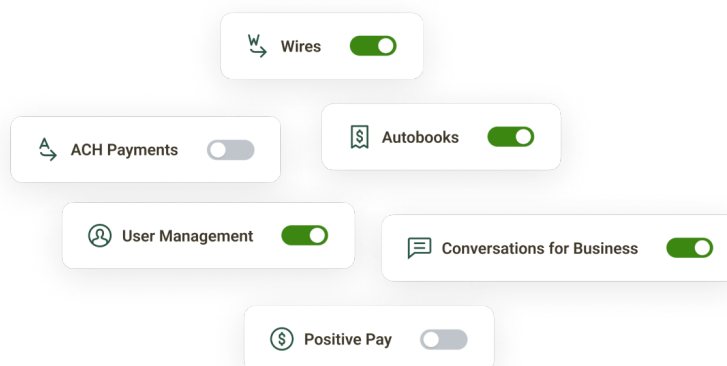 Wires
Autobooks
ACH Payments
User Management
Conversations for Business
Positive Pay